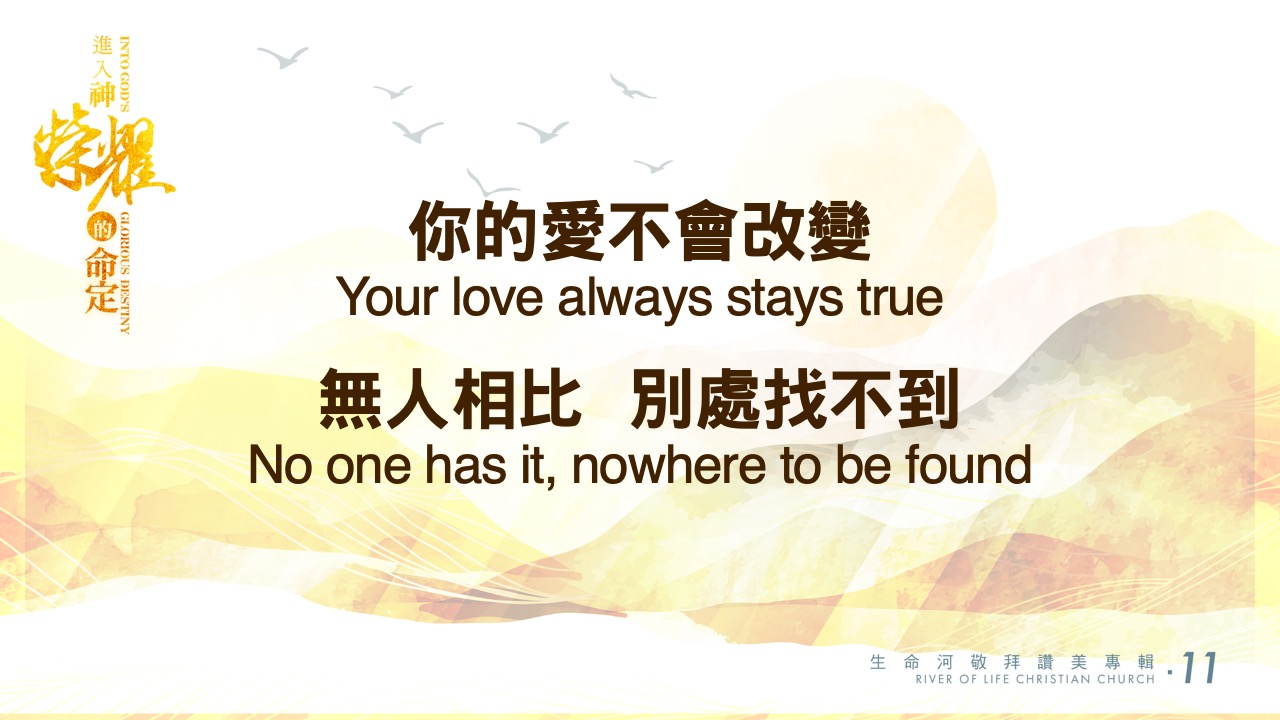 進入神
榮耀
的
命定
INTO GOD'S
GLORIOUS DESTINY
你的愛不會改變
Your love always stays true
無人相比 別處找不到
No one has it, nowhere to be found
生命河敬拜讚美專輯 ·11
RIVER OF LIFE CHRISTIAN CHURCH